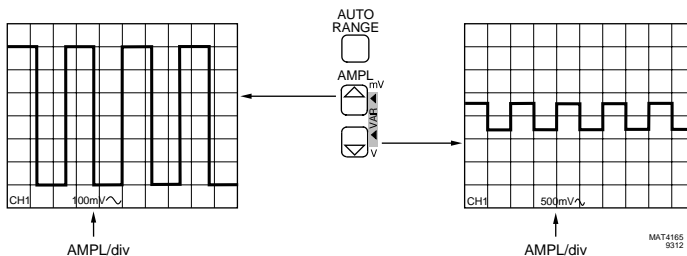 AUTO
RANGE
AMPL
mV
VAR
V
CH1 100mV
AMPL/div
CH1 500mV
AMPL/div
MAT4165
9312